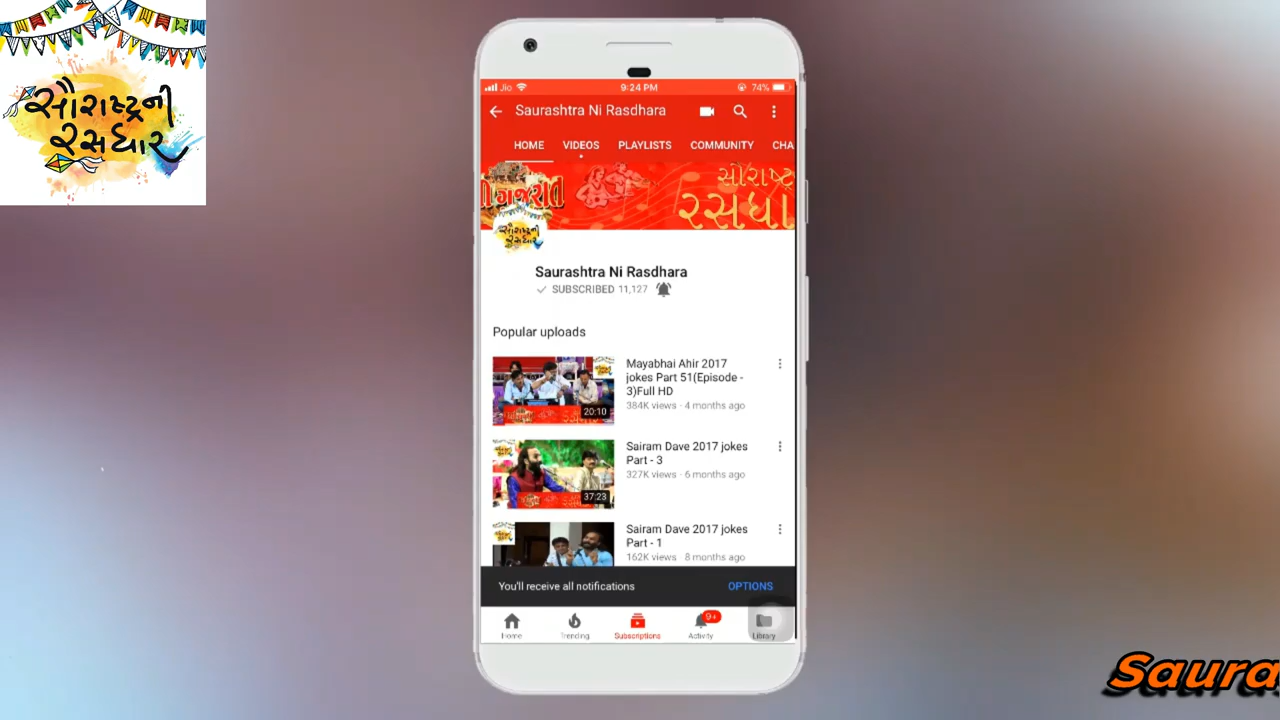 સૌરાષ્ટ્રની
રસધાર
Jio
9:24 PM
74%
Saurashtra Ni Rasdhara
HOME VIDEOS PLAYLISTS COMMUNITY CHA
ગુજરાત
સૌરાષ્ટ્ર
રસધા
સૌરાષ્ટ્રની
રસધાર
Saurashtra Ni Rasdhara
SUBSCRIBED 11,127
Popular uploads
Mayabhai Ahir 2017
jokes Part 51(Episode -
3)Full HD
384K views · 4 months ago
20:10
Sairam Dave 2017 jokes
Part - 3
327K views · 6 months ago
37:23
Sairam Dave 2017 jokes
Part - 1
162K views · 8 months ago
You'll receive all notifications OPTIONS
9+
Home Trending Subscriptions Activity Library
Saura